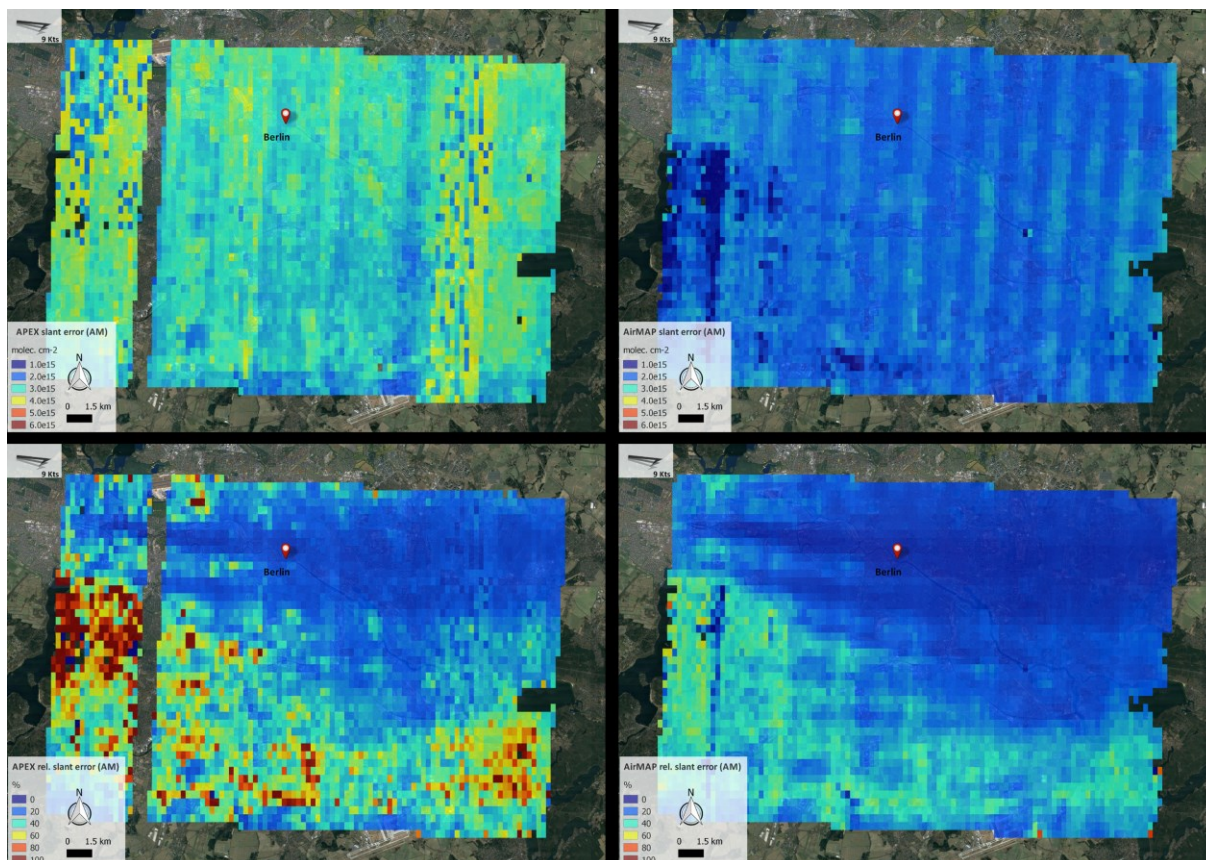 9 Kts
Berlin
APEX slant error (AM)
molec. cm-2
N
1.0e15
2.0e15
3.0e15
4.0e15
5.0e15
6.0e15
0 1.5 km
9 Kts
Berlin
AirMAP slant error (AM)
molec. cm-2
N
1.0e15
2.0e15
3.0e15
4.0e15
5.0e15
6.0e15
0 1.5 km
9 Kts
Berlin
APEX rel. slant error (AM)
%
N
0
20
40
60
80
100
0 1.5 km
9 Kts
Berlin
AirMAP rel. slant error (AM)
%
N
0
20
40
60
80
100
0 1.5 km